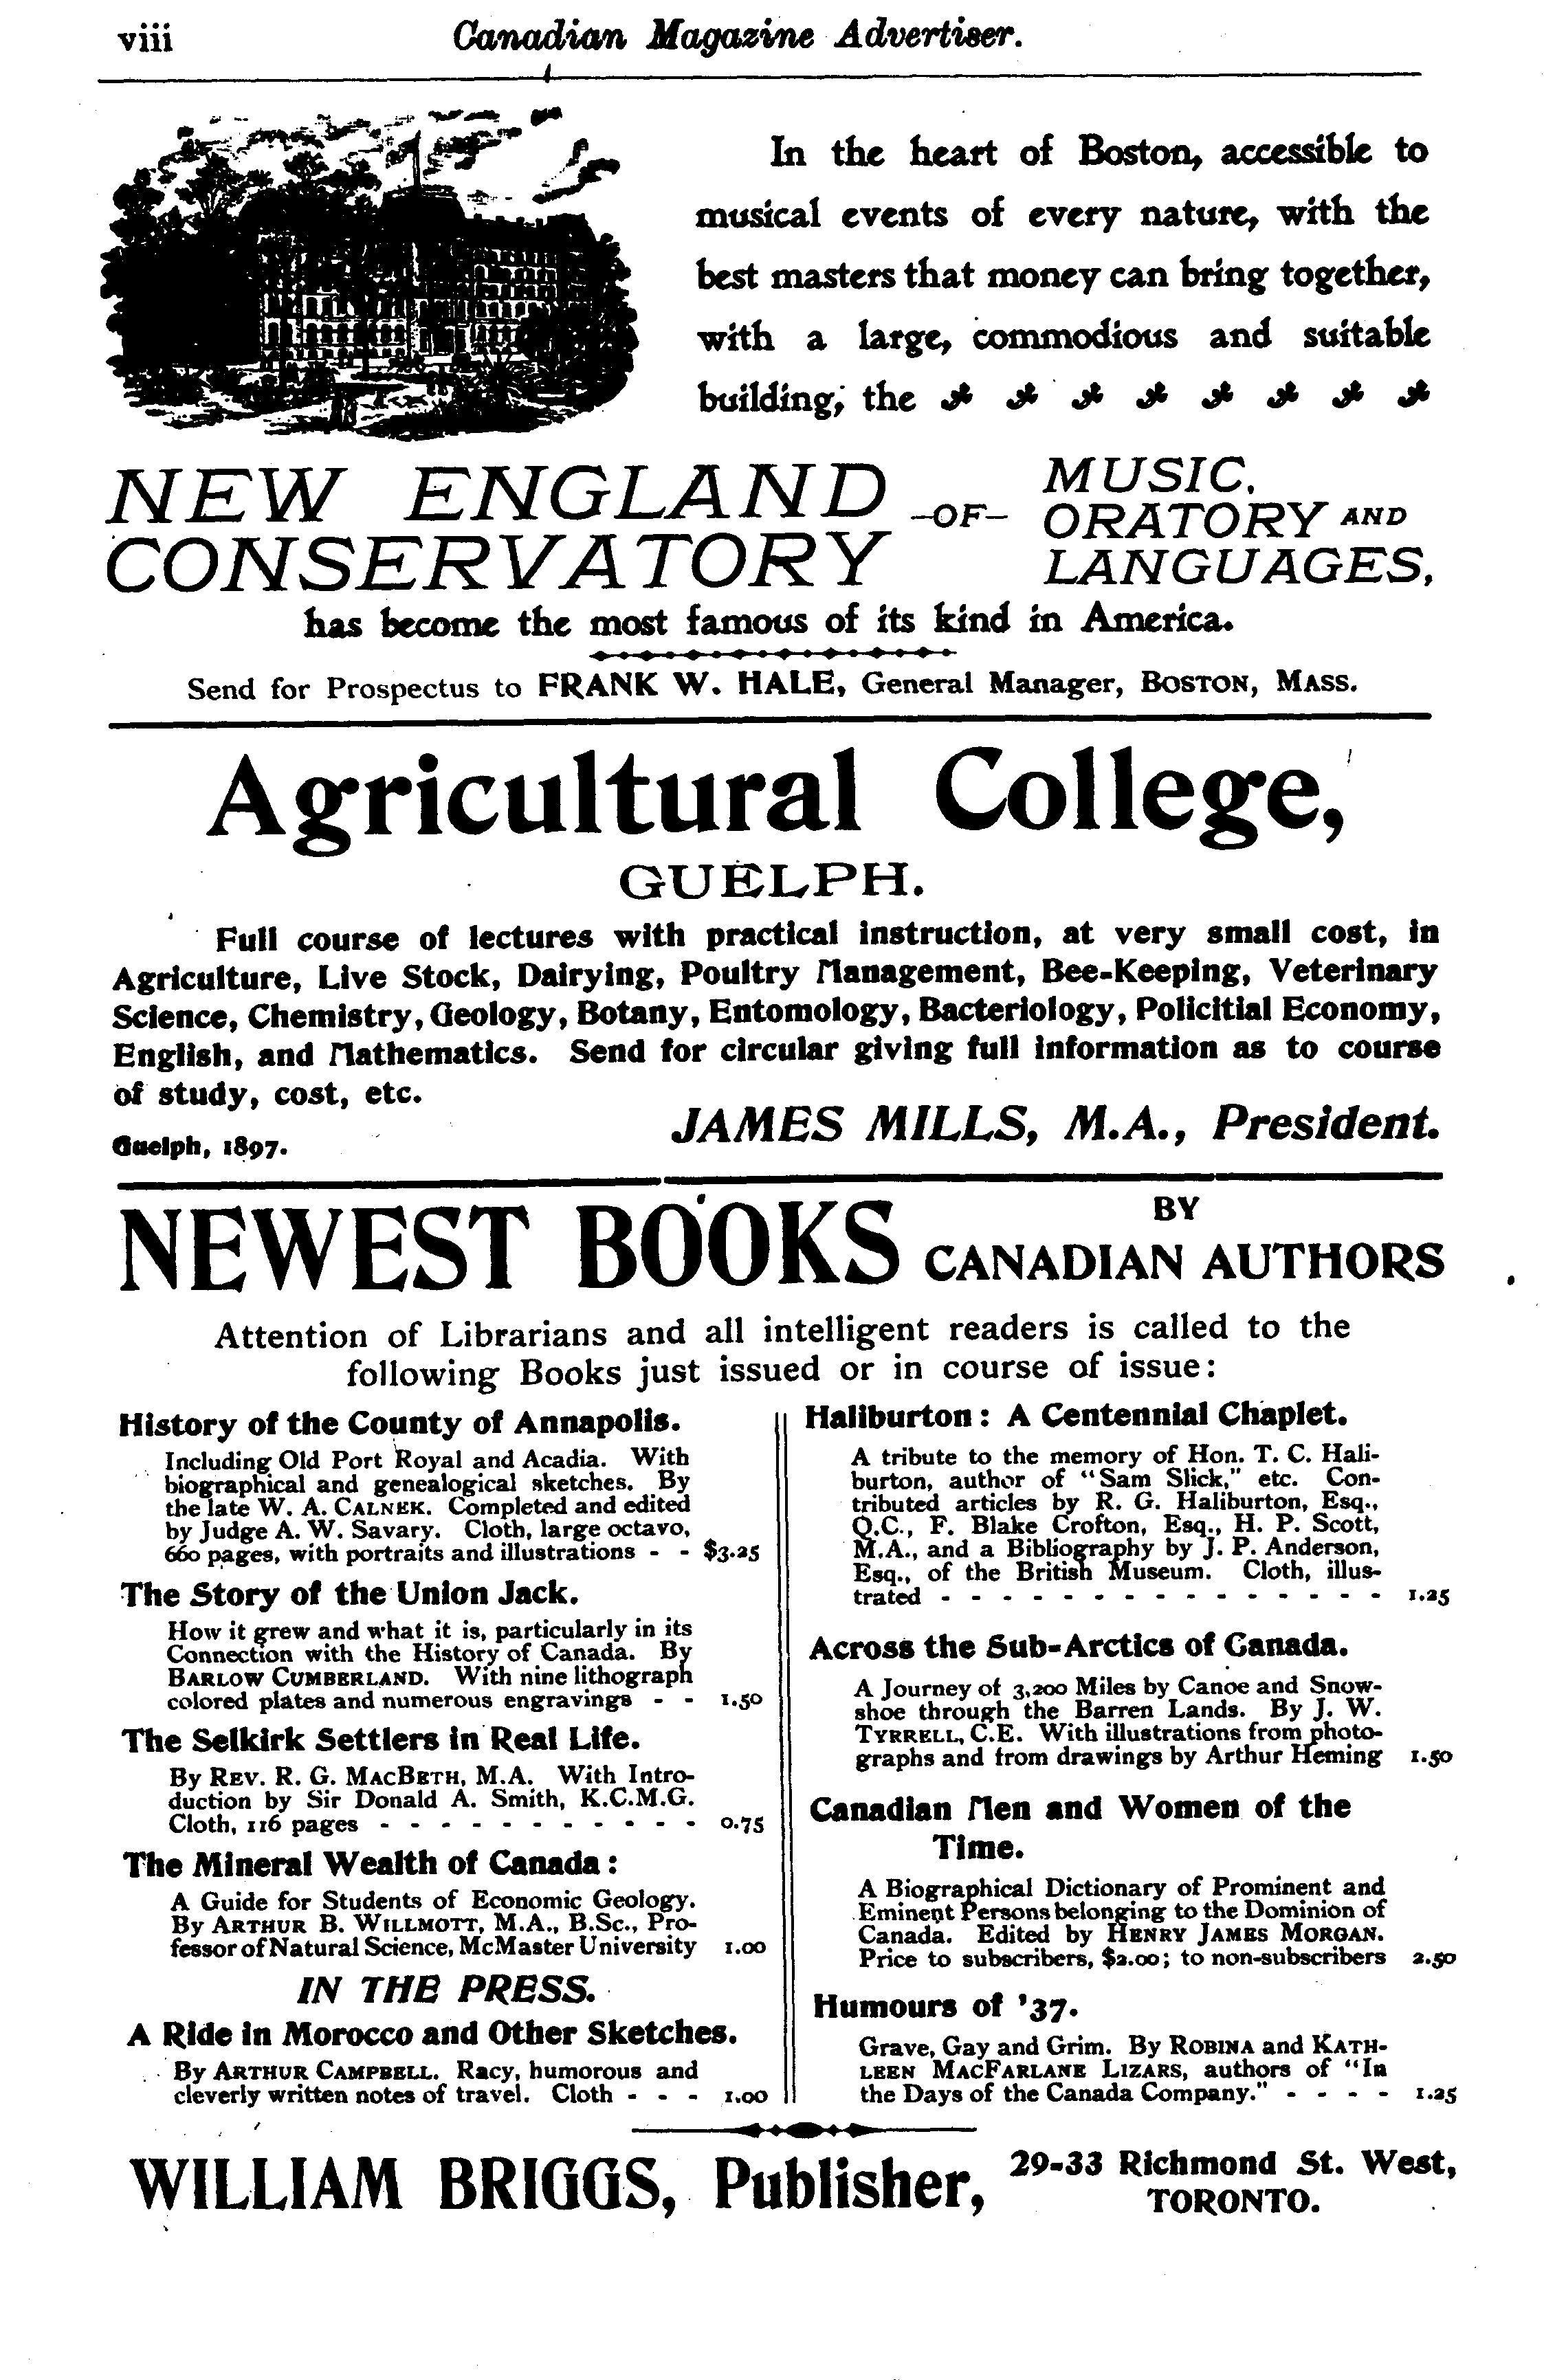 viii
Canadian Magazine Advertiser.
In the heart of Boston, accessible to
musical events of every nature, with the
best masters that money can bring together,
with a large, commodious and suitable
building, the
NEW ENGLAND
CONSERVATORY
-OF-
MUSIC,
ORATORY AND
LANGUAGES,
has become the most famous of its kind in America.
Send for Prospectus to FRANK W. HALE, General Manager, BOSTON, MASS.
Agricultural College,
GUELPH.
Full course of lectures with practical instruction, at very small cost, in
Agriculture, Live Stock, Dairying, Poultry Management, Bee-Keeping, Veterinary
Science, Chemistry, Geology, Botany, Entomology, Bacteriology, Policitial Economy,
English, and Mathematics. Send for circular giving full information as to course
of study, cost, etc.
JAMES MILLS, M.A., President.
Guelph, 1897.
NEWEST BOOKS BY
CANADIAN AUTHORS
Attention of Librarians and all intelligent readers is called to the
following Books just issued or in course of issue:
History of the County of Annapolis.
Including Old Port Royal and Acadia. With
biographical and genealogical sketches. By
the late W. A. CALNEK. Completed and edited
by Judge A. W. Savary. Cloth, large octavo,
660 pages, with portraits and illustrations - - $3.25
The Story of the Union Jack.
How it grew and what it is, particularly in its
Connection with the History of Canada. By
BARLOW CUMBERLAND. With nine lithograph
colored plates and numerous engravings - - 1.50
The Selkirk Settlers in Real Life.
By REV. R. G. MACBETH, M.A. With Intro-
duction by Sir Donald A. Smith, K.C.M.G.
Cloth, 116 pages - - - - - - - - - - - 0.75
The Mineral Wealth of Canada:
A Guide for Students of Economic Geology.
By ARTHUR B. WILLMOTT, M.A., B.Sc., Pro-
fessor of Natural Science, McMaster University 1.00
IN THE PRESS.
A Ride in Morocco and Other Sketches.
By ARTHUR CAMPBELL. Racy, humorous and
cleverly written notes of travel. Cloth - - - 1.00
Haliburton: A Centennial Chaplet.
A tribute to the memory of Hon. T. C. Hali-
burton, author of "Sam Slick," etc. Con-
tributed articles by R. G. Haliburton, Esq.,
Q.C., F. Blake Crofton, Esq., H. P. Scott,
M.A., and a Bibliography by J. P. Anderson,
Esq., of the British Museum. Cloth, illus-
trated - - - - - - - - - - - - - - - 1.25
Across the Sub-Arctics of Canada.
A Journey of 3,200 Miles by Canoe and Snow-
shoe through the Barren Lands. By J. W.
TYRRELL, C.E. With illustrations from photo-
graphs and from drawings by Arthur Heming 1.50
Canadian Men and Women of the
Time.
A Biographical Dictionary of Prominent and
Eminent Persons belonging to the Dominion of
Canada. Edited by HENRY JAMES MORGAN.
Price to subscribers, $2.00; to non-subscribers 2.50
Humours of '37.
Grave, Gay and Grim. By ROBINA and KATH-
LEEN MACFARLANE LIZARS, authors of "In
the Days of the Canada Company." - - - - 1.25
WILLIAM BRIGGS, Publisher,
29-33 Richmond St. West,
TORONTO.